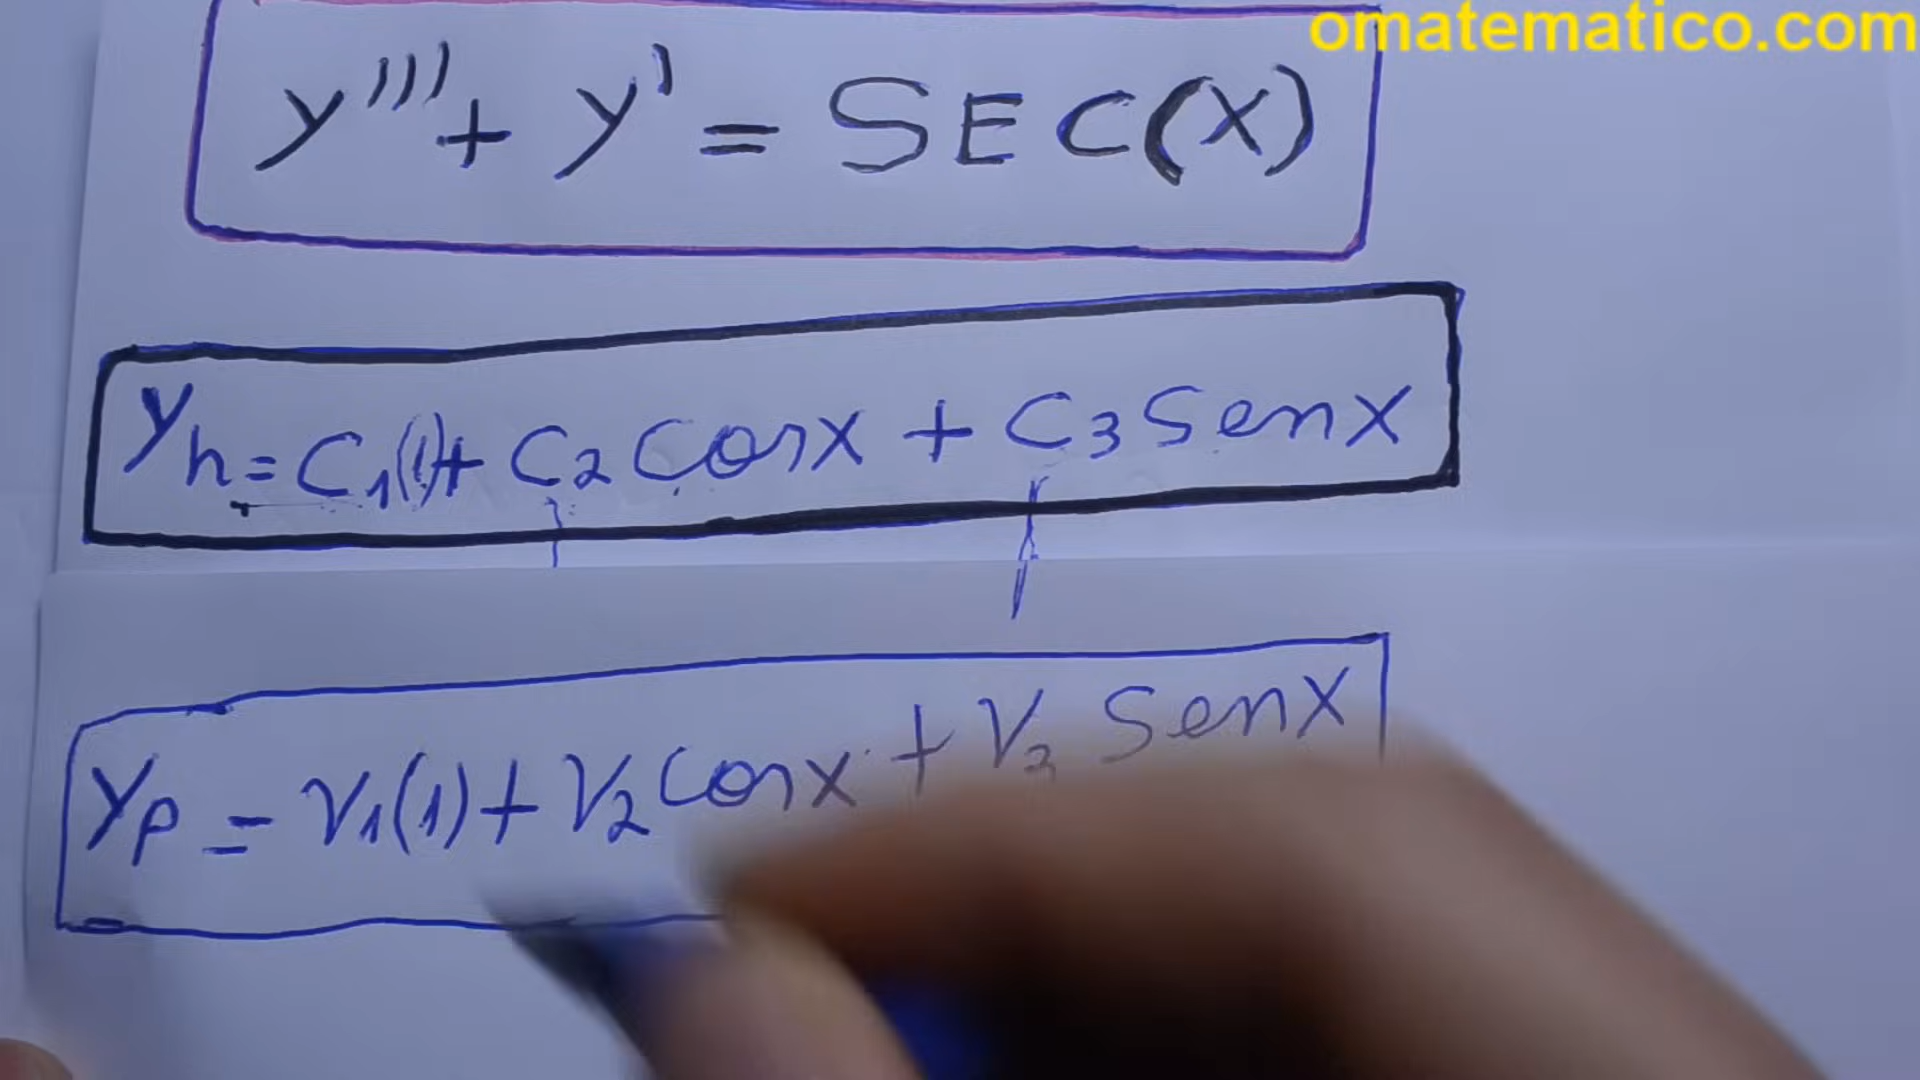 omatematico.com
y''' + y' = SEC(X)
yh = C1(1) + C2 Cosx + C3 Senx
yp = V1(1) + V2 Cosx + V3 Senx